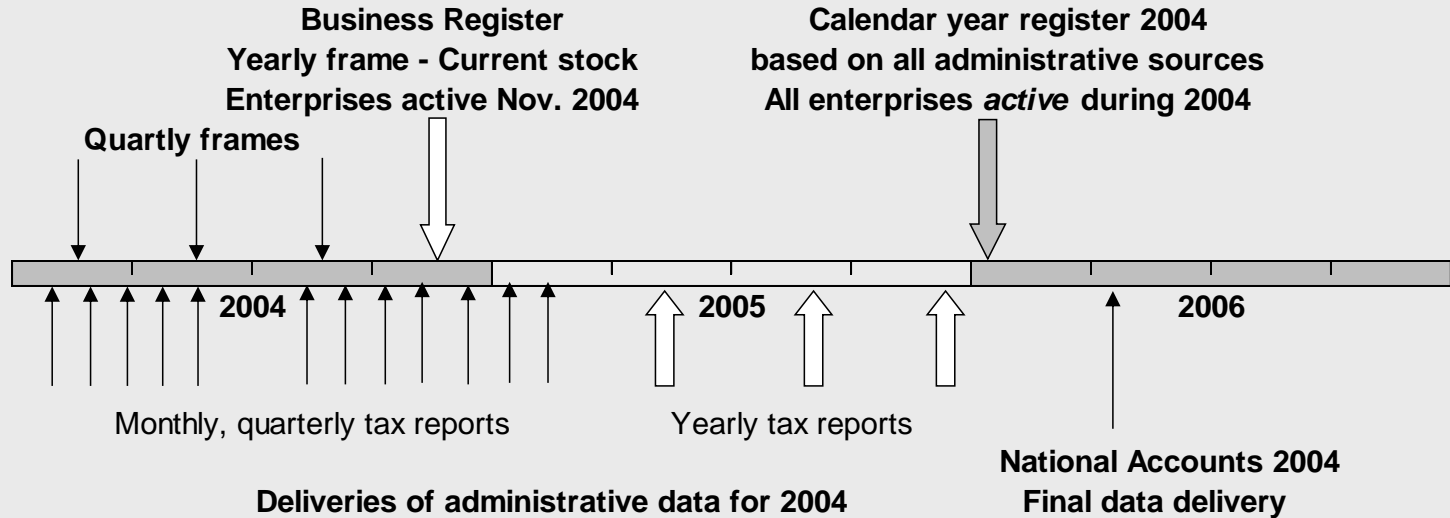 Business Register
Yearly frame - Current stock
Enterprises active Nov. 2004
Calendar year register 2004
based on all administrative sources
All enterprises active during 2004
Quartly frames
2004
2005
2006
Monthly, quarterly tax reports
Yearly tax reports
National Accounts 2004
Final data delivery
Deliveries of administrative data for 2004